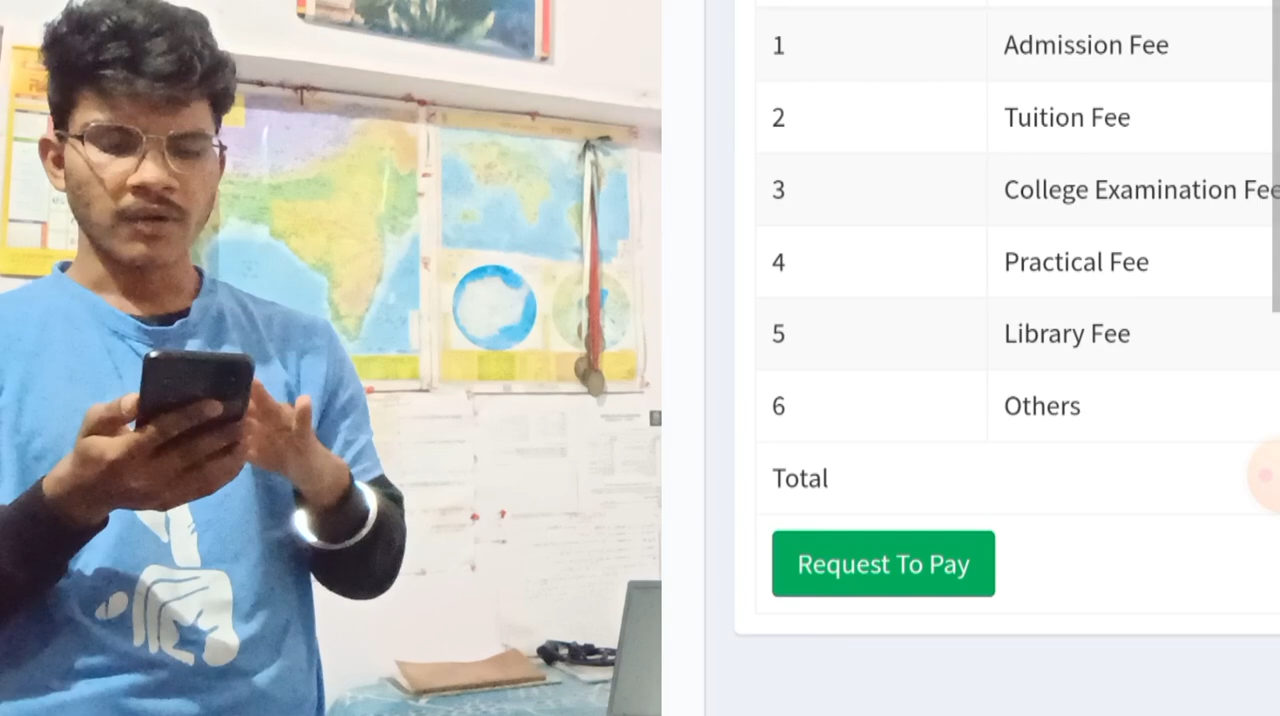 1 Admission Fee
2 Tuition Fee
3 College Examination Fee
4 Practical Fee
5 Library Fee
6 Others
Total
Request To Pay